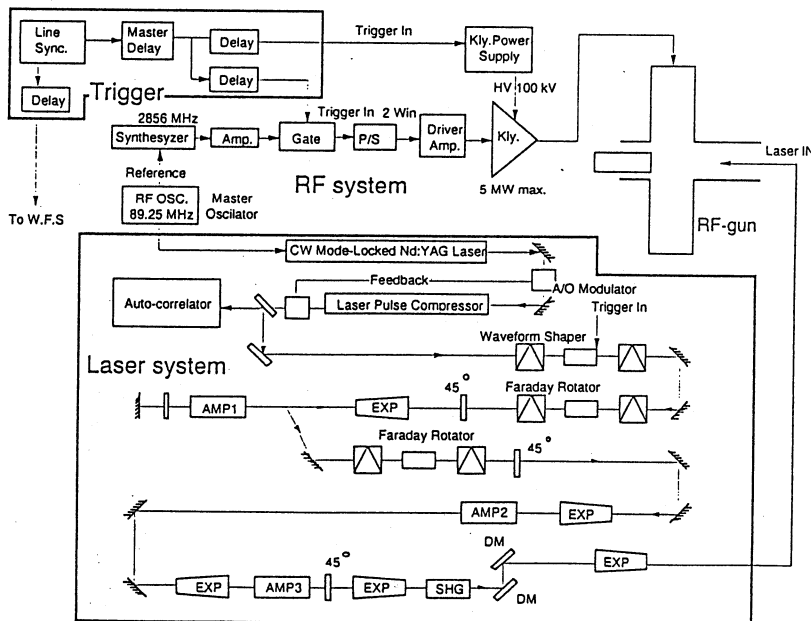 Line
Sync.
Master
Delay
Delay
Delay
Delay
Trigger
Trigger In
Kly.Power
Supply
HV 100 kV
2856 MHz
Synthesyzer
Amp.
Gate
Trigger In
2 Win
P/S
Driver
Amp.
Kly.
5 MW max.
Laser IN
RF-gun
Reference
RF system
RF OSC.
89.25 MHz
Master
Oscilator
To W.F.S
CW Mode-Locked Nd:YAG Laser
Feedback
A/O Modulator
Auto-correlator
Laser Pulse Compressor
Trigger In
Waveform Shaper
Laser system
45°
Faraday Rotator
AMP1
EXP
Faraday Rotator
45°
AMP2
EXP
DM
45°
EXP
AMP3
EXP
SHG
DM
EXP